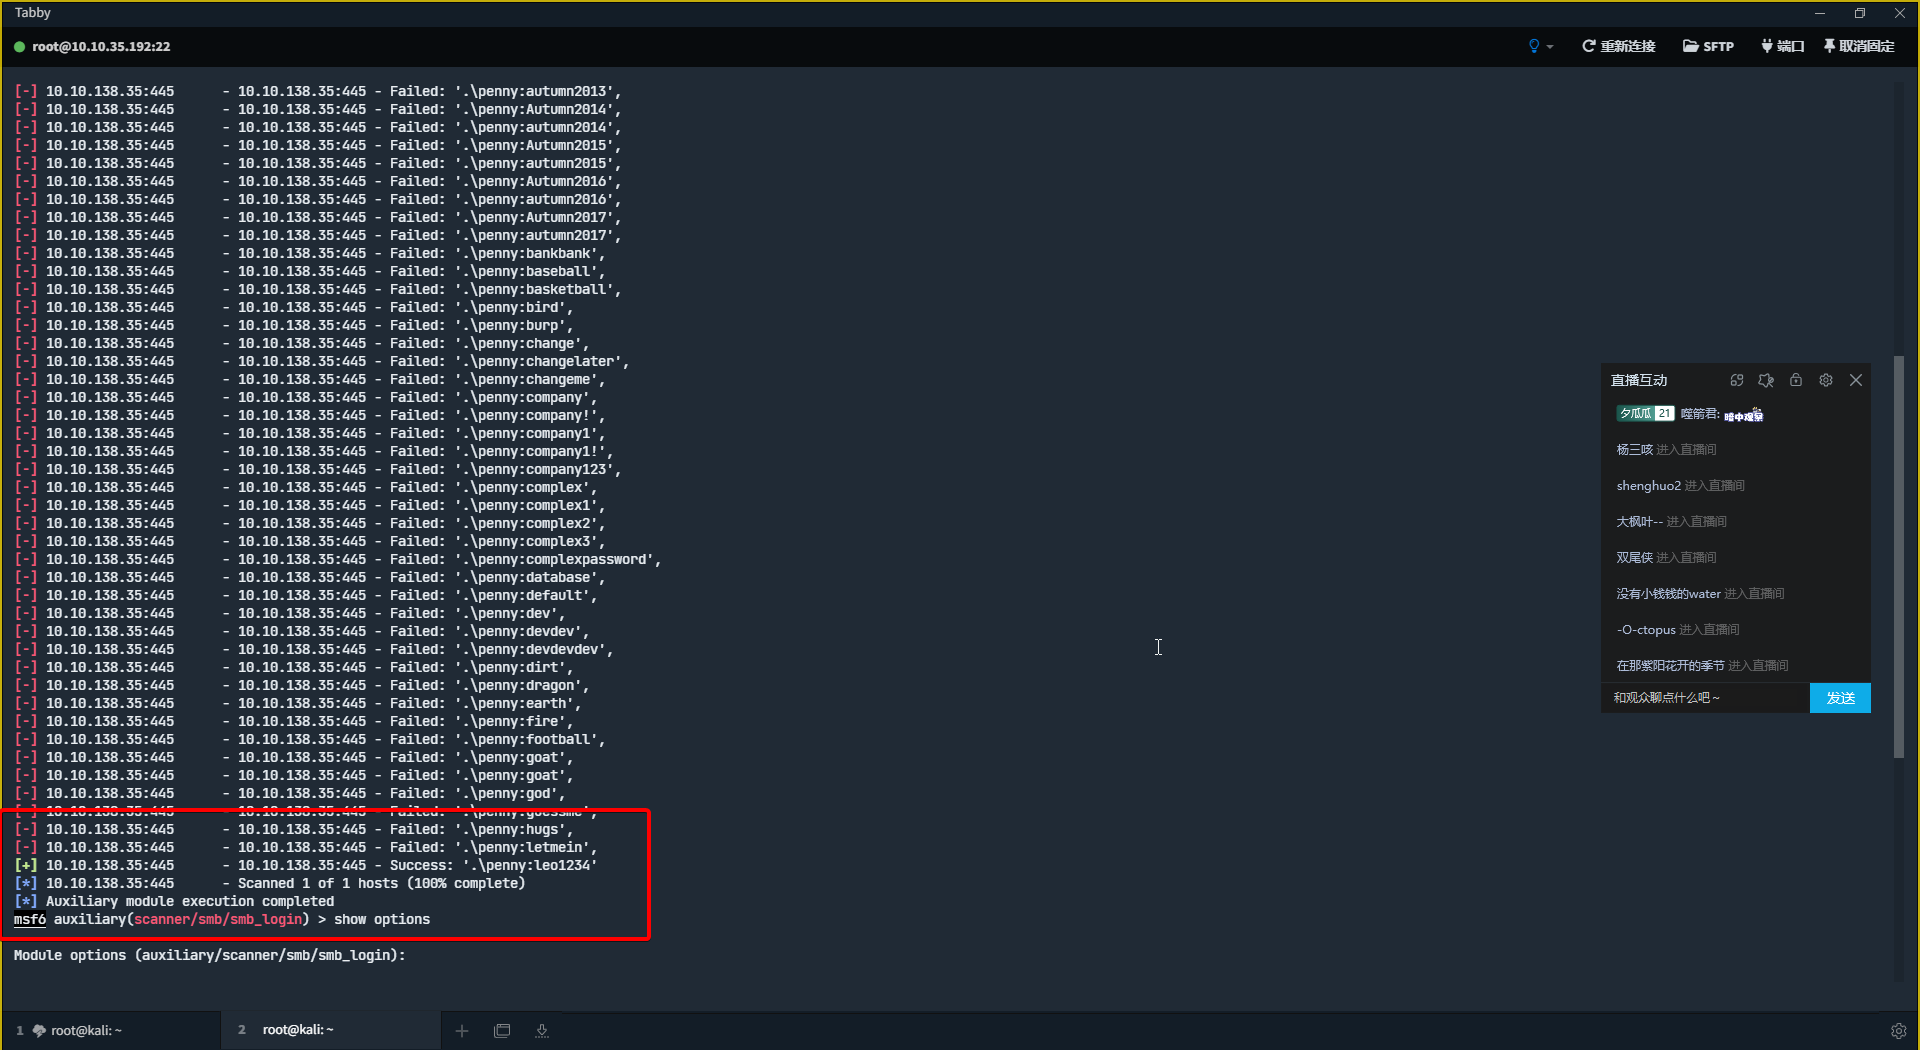 Tabby
root@10.10.35.192:22
重新连接 SFTP 端口 取消固定
[-] 10.10.138.35:445      - 10.10.138.35:445 - Failed: '.\penny:autumn2013',
[-] 10.10.138.35:445      - 10.10.138.35:445 - Failed: '.\penny:Autumn2014',
[-] 10.10.138.35:445      - 10.10.138.35:445 - Failed: '.\penny:autumn2014',
[-] 10.10.138.35:445      - 10.10.138.35:445 - Failed: '.\penny:Autumn2015',
[-] 10.10.138.35:445      - 10.10.138.35:445 - Failed: '.\penny:autumn2015',
[-] 10.10.138.35:445      - 10.10.138.35:445 - Failed: '.\penny:Autumn2016',
[-] 10.10.138.35:445      - 10.10.138.35:445 - Failed: '.\penny:autumn2016',
[-] 10.10.138.35:445      - 10.10.138.35:445 - Failed: '.\penny:Autumn2017',
[-] 10.10.138.35:445      - 10.10.138.35:445 - Failed: '.\penny:autumn2017',
[-] 10.10.138.35:445      - 10.10.138.35:445 - Failed: '.\penny:bankbank',
[-] 10.10.138.35:445      - 10.10.138.35:445 - Failed: '.\penny:baseball',
[-] 10.10.138.35:445      - 10.10.138.35:445 - Failed: '.\penny:basketball',
[-] 10.10.138.35:445      - 10.10.138.35:445 - Failed: '.\penny:bird',
[-] 10.10.138.35:445      - 10.10.138.35:445 - Failed: '.\penny:burp',
[-] 10.10.138.35:445      - 10.10.138.35:445 - Failed: '.\penny:change',
[-] 10.10.138.35:445      - 10.10.138.35:445 - Failed: '.\penny:changelater',
[-] 10.10.138.35:445      - 10.10.138.35:445 - Failed: '.\penny:changeme',
[-] 10.10.138.35:445      - 10.10.138.35:445 - Failed: '.\penny:company',
[-] 10.10.138.35:445      - 10.10.138.35:445 - Failed: '.\penny:company!',
[-] 10.10.138.35:445      - 10.10.138.35:445 - Failed: '.\penny:company1',
[-] 10.10.138.35:445      - 10.10.138.35:445 - Failed: '.\penny:company1!',
[-] 10.10.138.35:445      - 10.10.138.35:445 - Failed: '.\penny:company123',
[-] 10.10.138.35:445      - 10.10.138.35:445 - Failed: '.\penny:complex',
[-] 10.10.138.35:445      - 10.10.138.35:445 - Failed: '.\penny:complex1',
[-] 10.10.138.35:445      - 10.10.138.35:445 - Failed: '.\penny:complex2',
[-] 10.10.138.35:445      - 10.10.138.35:445 - Failed: '.\penny:complex3',
[-] 10.10.138.35:445      - 10.10.138.35:445 - Failed: '.\penny:complexpassword',
[-] 10.10.138.35:445      - 10.10.138.35:445 - Failed: '.\penny:database',
[-] 10.10.138.35:445      - 10.10.138.35:445 - Failed: '.\penny:default',
[-] 10.10.138.35:445      - 10.10.138.35:445 - Failed: '.\penny:dev',
[-] 10.10.138.35:445      - 10.10.138.35:445 - Failed: '.\penny:devdev',
[-] 10.10.138.35:445      - 10.10.138.35:445 - Failed: '.\penny:devdevdev',
[-] 10.10.138.35:445      - 10.10.138.35:445 - Failed: '.\penny:dirt',
[-] 10.10.138.35:445      - 10.10.138.35:445 - Failed: '.\penny:dragon',
[-] 10.10.138.35:445      - 10.10.138.35:445 - Failed: '.\penny:earth',
[-] 10.10.138.35:445      - 10.10.138.35:445 - Failed: '.\penny:fire',
[-] 10.10.138.35:445      - 10.10.138.35:445 - Failed: '.\penny:football',
[-] 10.10.138.35:445      - 10.10.138.35:445 - Failed: '.\penny:goat',
[-] 10.10.138.35:445      - 10.10.138.35:445 - Failed: '.\penny:goat',
[-] 10.10.138.35:445      - 10.10.138.35:445 - Failed: '.\penny:god',
[-] 10.10.138.35:445      - 10.10.138.35:445 - Failed: '.\penny:guessme',
[-] 10.10.138.35:445      - 10.10.138.35:445 - Failed: '.\penny:hugs',
[-] 10.10.138.35:445      - 10.10.138.35:445 - Failed: '.\penny:letmein',
[+] 10.10.138.35:445      - 10.10.138.35:445 - Success: '.\penny:leo1234'
[*] 10.10.138.35:445      - Scanned 1 of 1 hosts (100% complete)
[*] Auxiliary module execution completed
msf6 auxiliary(scanner/smb/smb_login) > show options
Module options (auxiliary/scanner/smb/smb_login):
直播互动
夕瓜瓜 21 噬箭君: 暗中观察
杨三咳 进入直播间
shenghuo2 进入直播间
大枫叶-- 进入直播间
双尾侠 进入直播间
没有小钱钱的water 进入直播间
-O-ctopus 进入直播间
在那紫阳花开的季节 进入直播间
和观众聊点什么吧~ 发送
1 root@kali: ~ 2 root@kali: ~